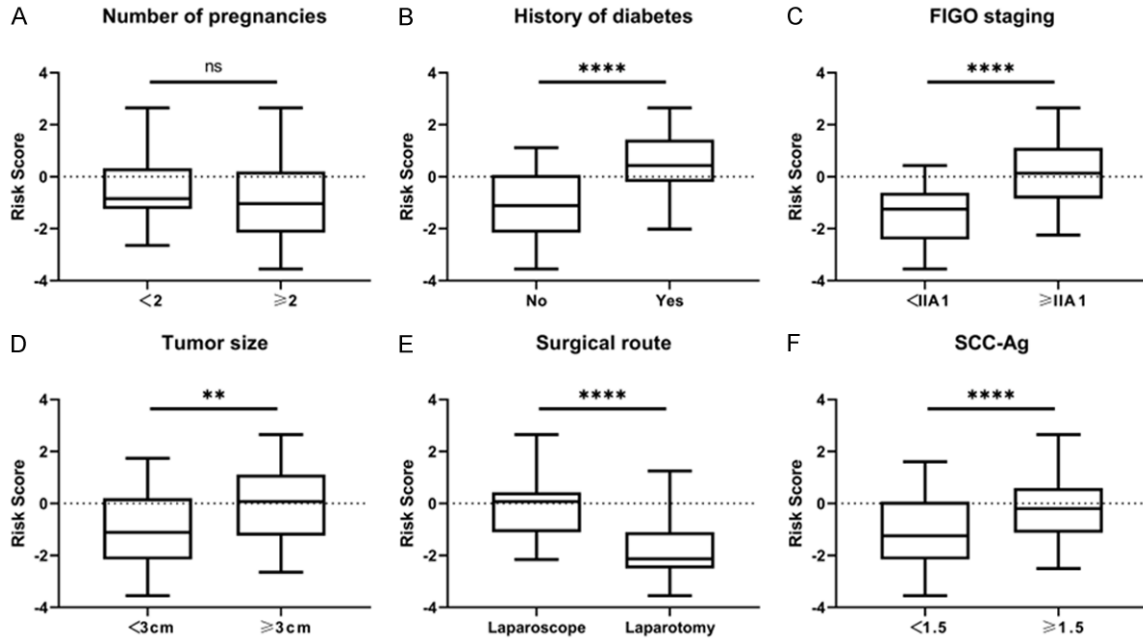 A Number of pregnancies
ns
4
2
0
-2
-4
Risk Score
<2 ⩾2
B History of diabetes
****
4
2
0
-2
-4
Risk Score
No Yes
C FIGO staging
****
4
2
0
-2
-4
Risk Score
<IIA1 ⩾IIA1
D Tumor size
**
4
2
0
-2
-4
Risk Score
<3cm ⩾3cm
E Surgical route
****
4
2
0
-2
-4
Risk Score
Laparoscope Laparotomy
F SCC-Ag
****
4
2
0
-2
-4
Risk Score
<1.5 ⩾1.5